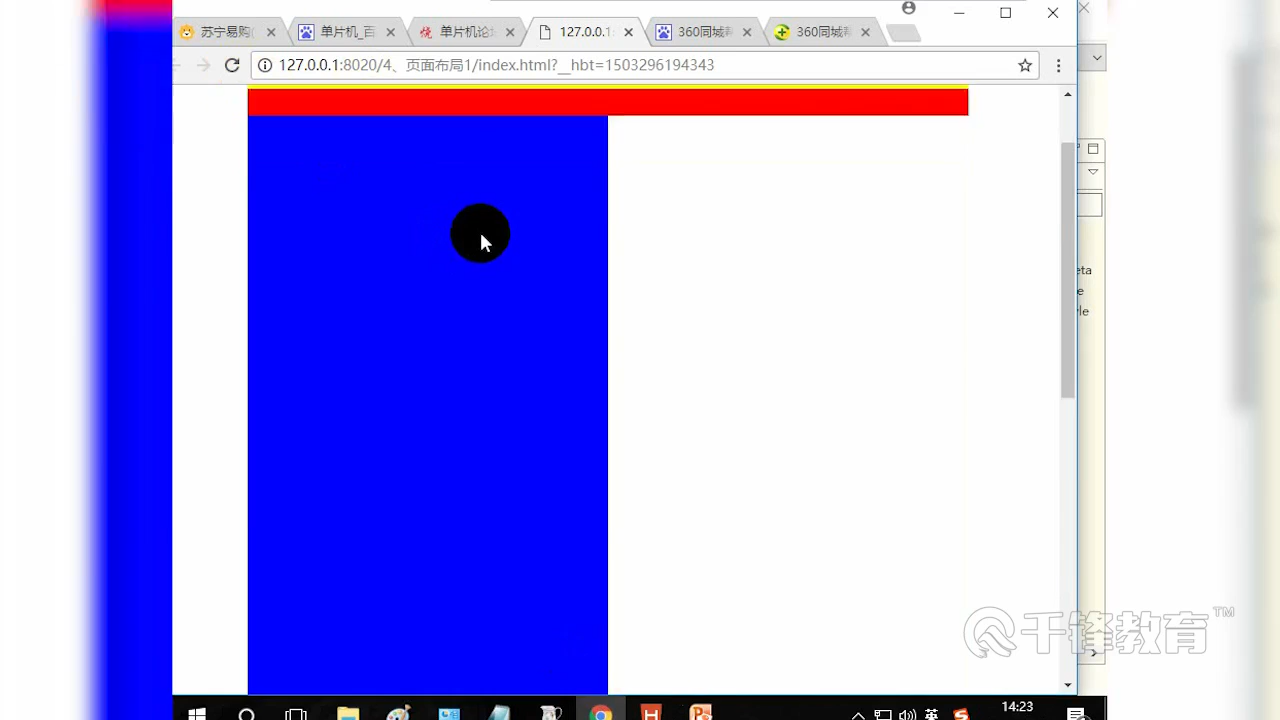 苏宁易购
单片机_百
单片机论
127.0.0.1
360同城
360同城
127.0.0.1:8020/4、页面布局1/index.html?__hbt=1503296194343
eta
e
le
千锋教育™
英
14:23